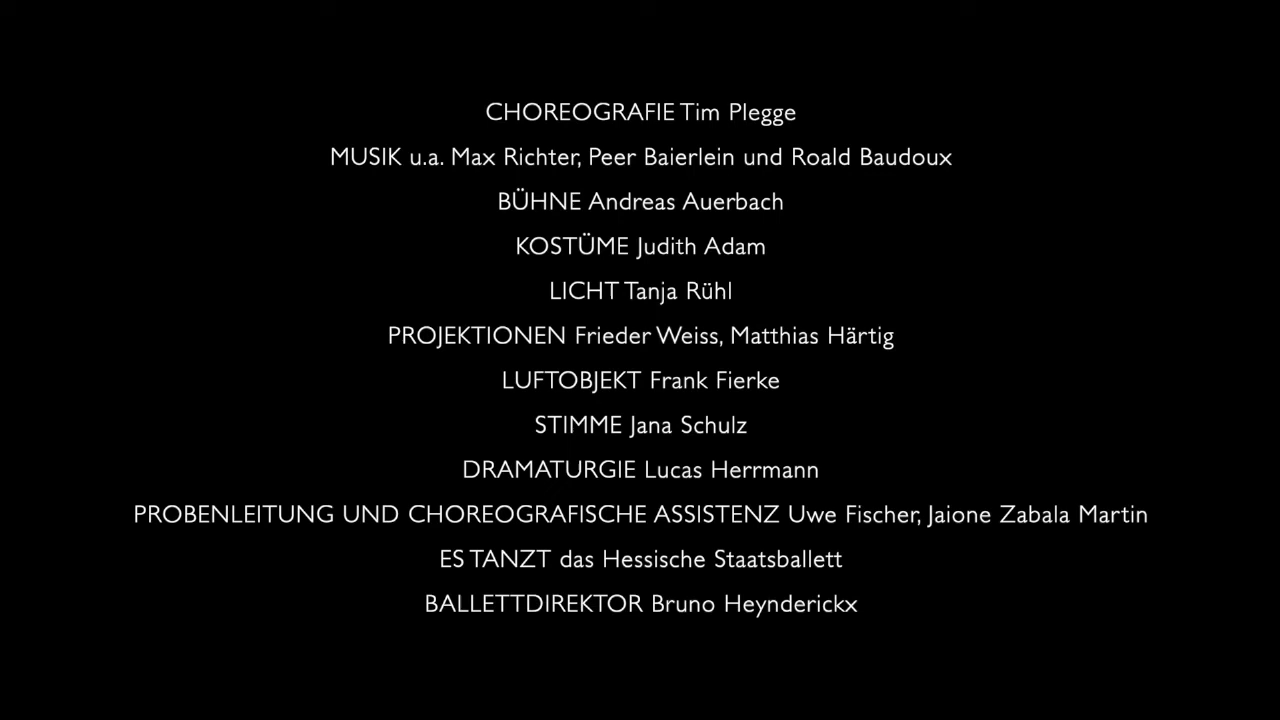 CHOREOGRAFIE Tim Plegge
MUSIK u.a. Max Richter, Peer Baierlein und Roald Baudoux
BÜHNE Andreas Auerbach
KOSTÜME Judith Adam
LICHT Tanja Rühl
PROJEKTIONEN Frieder Weiss, Matthias Härtig
LUFTOBJEKT Frank Fierke
STIMME Jana Schulz
DRAMATURGIE Lucas Herrmann
PROBENLEITUNG UND CHOREOGRAFISCHE ASSISTENZ Uwe Fischer, Jaione Zabala Martin
ES TANZT das Hessische Staatsballett
BALLETTDIREKTOR Bruno Heynderickx